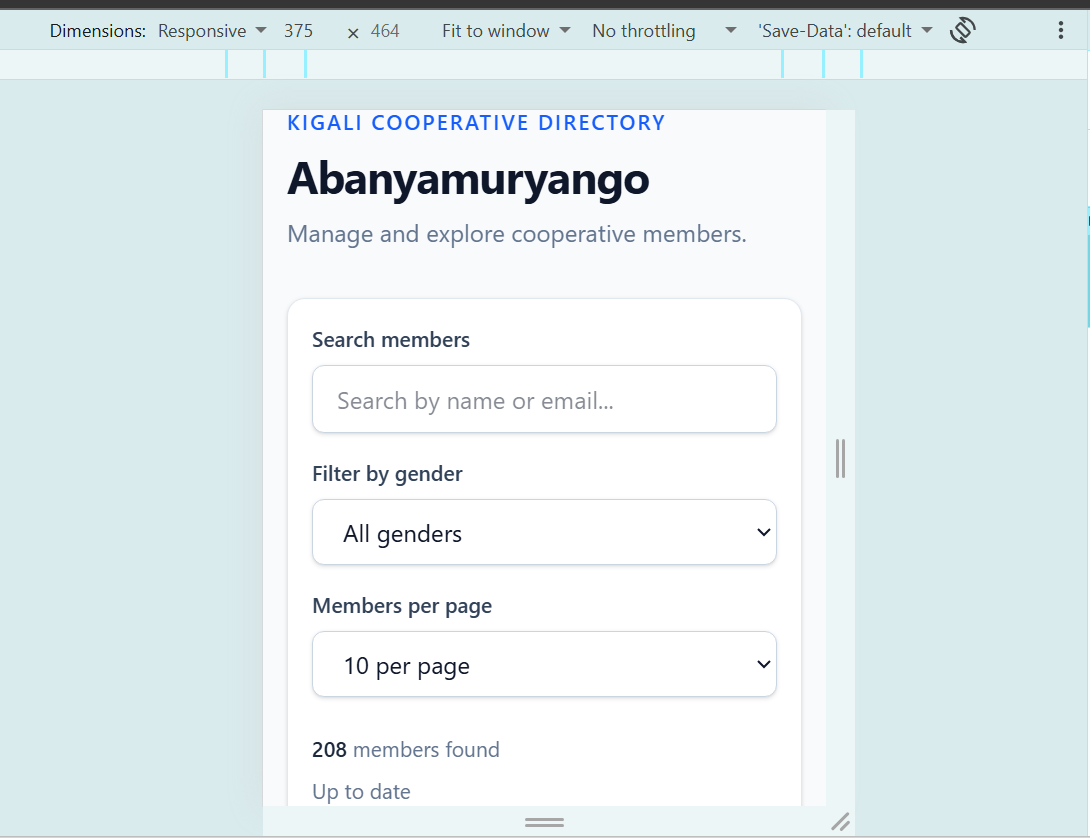 Dimensions: Responsive 375 × 464 Fit to window No throttling 'Save-Data': default
KIGALI COOPERATIVE DIRECTORY
Abanyamuryango
Manage and explore cooperative members.
Search members
Search by name or email...
Filter by gender
All genders
Members per page
10 per page
208 members found
Up to date